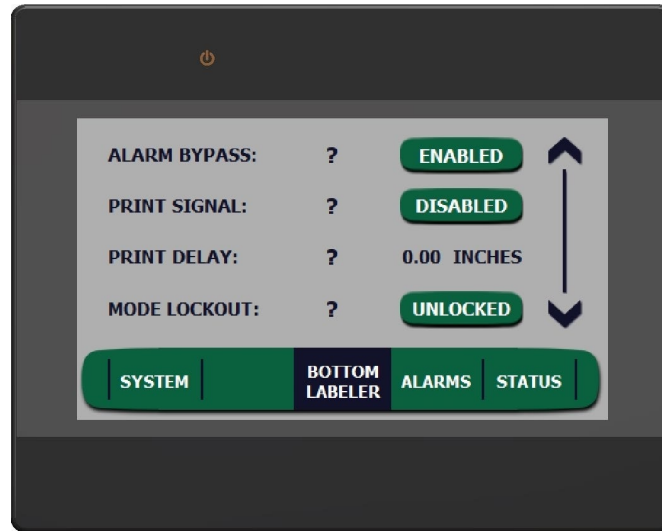 ALARM BYPASS: ? ENABLED
PRINT SIGNAL: ? DISABLED
PRINT DELAY: ? 0.00 INCHES
MODE LOCKOUT: ? UNLOCKED
SYSTEM
BOTTOM
LABELER
ALARMS
STATUS